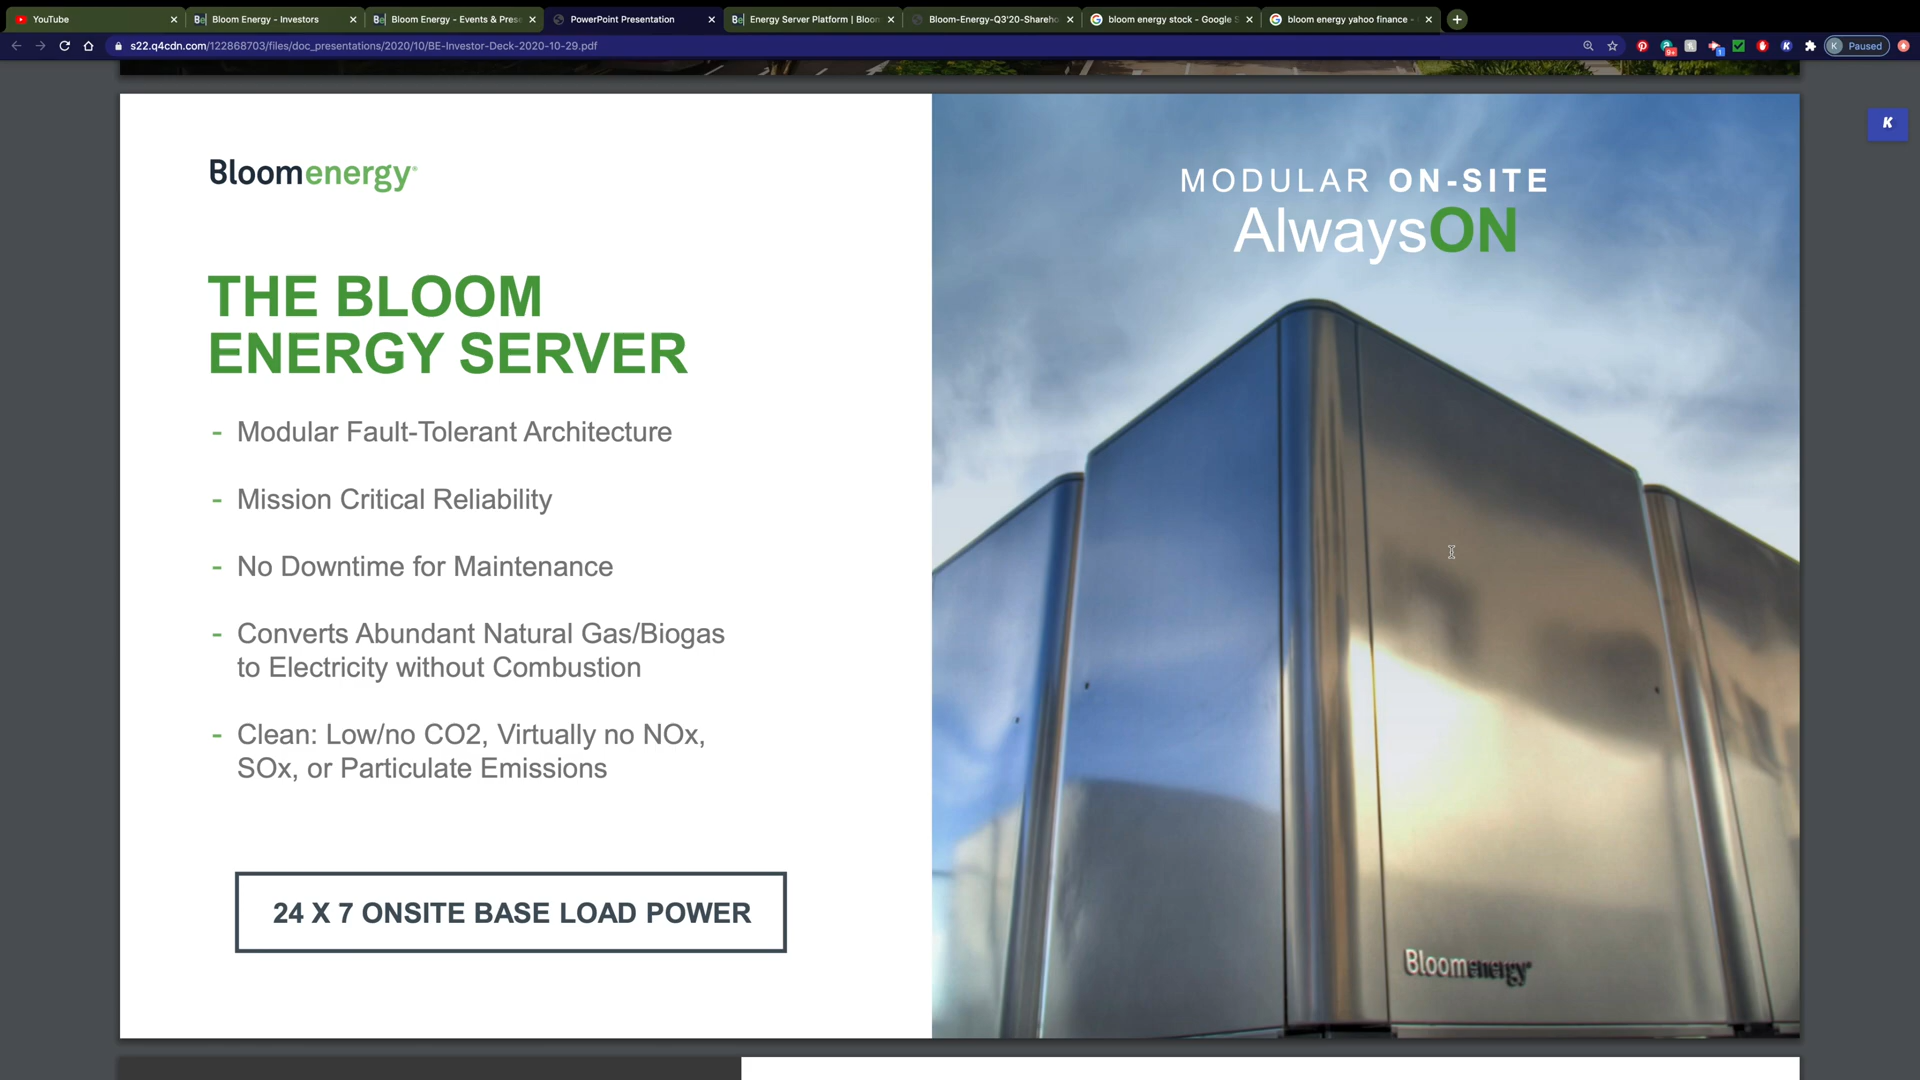 YouTube
Bloom Energy - Investors
Bloom Energy - Events & Prese
PowerPoint Presentation
Energy Server Platform | Bloom
Bloom-Energy-Q3'20-Shareho
bloom energy stock - Google S
bloom energy yahoo finance -
s22.q4cdn.com/122868703/files/doc_presentations/2020/10/BE-Investor-Deck-2020-10-29.pdf
9+
1
K
K Paused
K
Bloomenergy
THE BLOOM
ENERGY SERVER
- Modular Fault-Tolerant Architecture
- Mission Critical Reliability
- No Downtime for Maintenance
- Converts Abundant Natural Gas/Biogas
to Electricity without Combustion
- Clean: Low/no CO2, Virtually no NOx,
SOx, or Particulate Emissions
24 X 7 ONSITE BASE LOAD POWER
MODULAR ON-SITE
AlwaysON
Bloomenergy